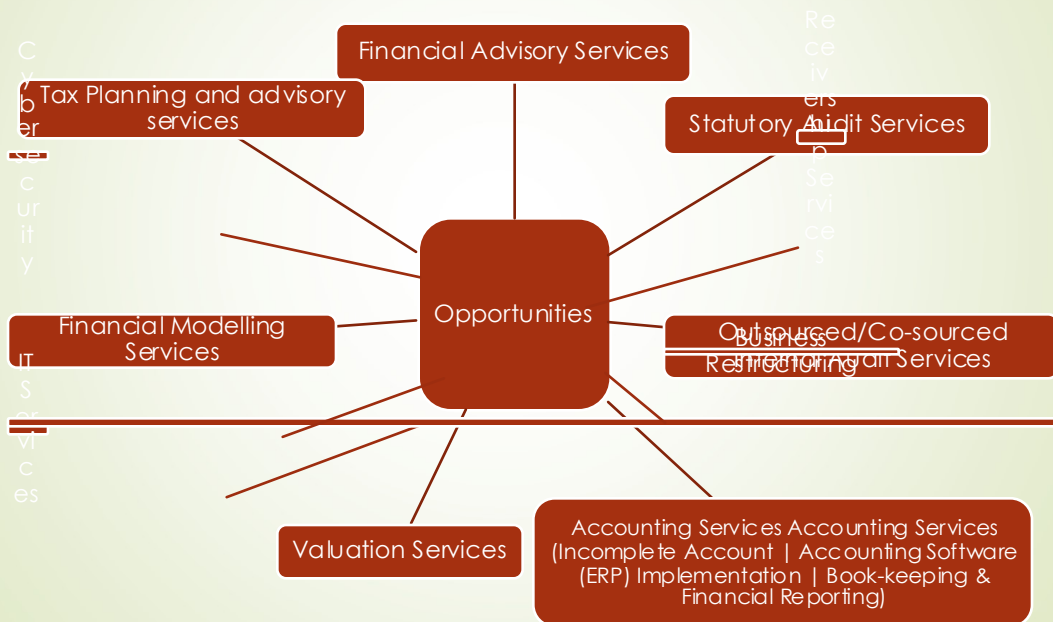 Financial Advisory Services
Tax Planning and advisory
services
Statutory Audit Services
Cyber security
Receivership Services
Opportunities
Financial Modelling
Services
Outsourced/Co-sourced
Internal Audit Services
Business
Restructuring
IT Services
Valuation Services
Accounting Services Accounting Services
(Incomplete Account | Accounting Software
(ERP) Implementation | Book-keeping &
Financial Reporting)